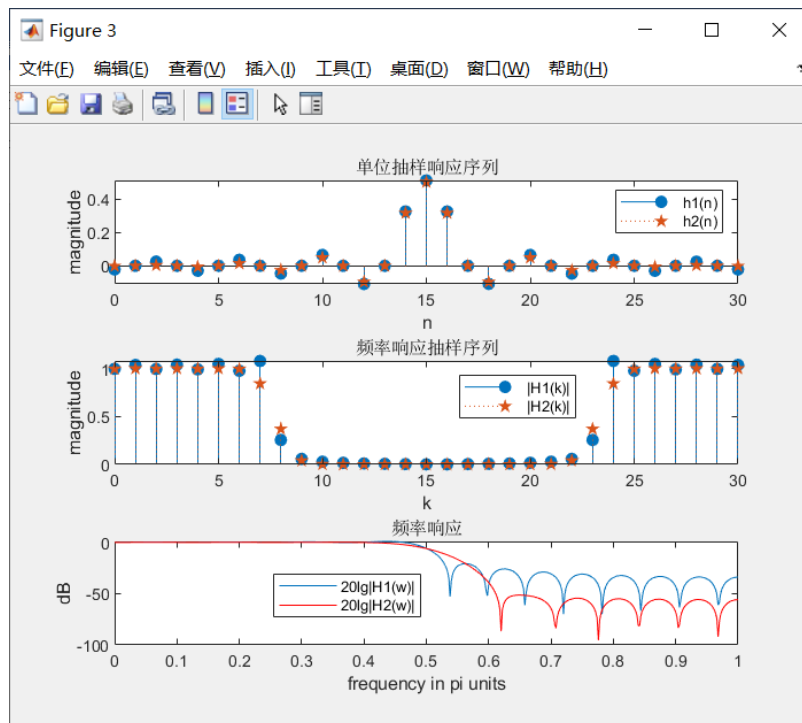 Figure 3
文件(F) 编辑(E) 查看(V) 插入(I) 工具(T) 桌面(D) 窗口(W) 帮助(H)
单位抽样响应序列
magnitude
0.4
0.2
0
h1(n)
h2(n)
0 5 10 15 20 25 30
n
频率响应抽样序列
magnitude
1
0.5
0
|H1(k)|
|H2(k)|
0 5 10 15 20 25 30
k
频率响应
dB
0
-50
-100
20lg|H1(w)|
20lg|H2(w)|
0 0.1 0.2 0.3 0.4 0.5 0.6 0.7 0.8 0.9 1
frequency in pi units